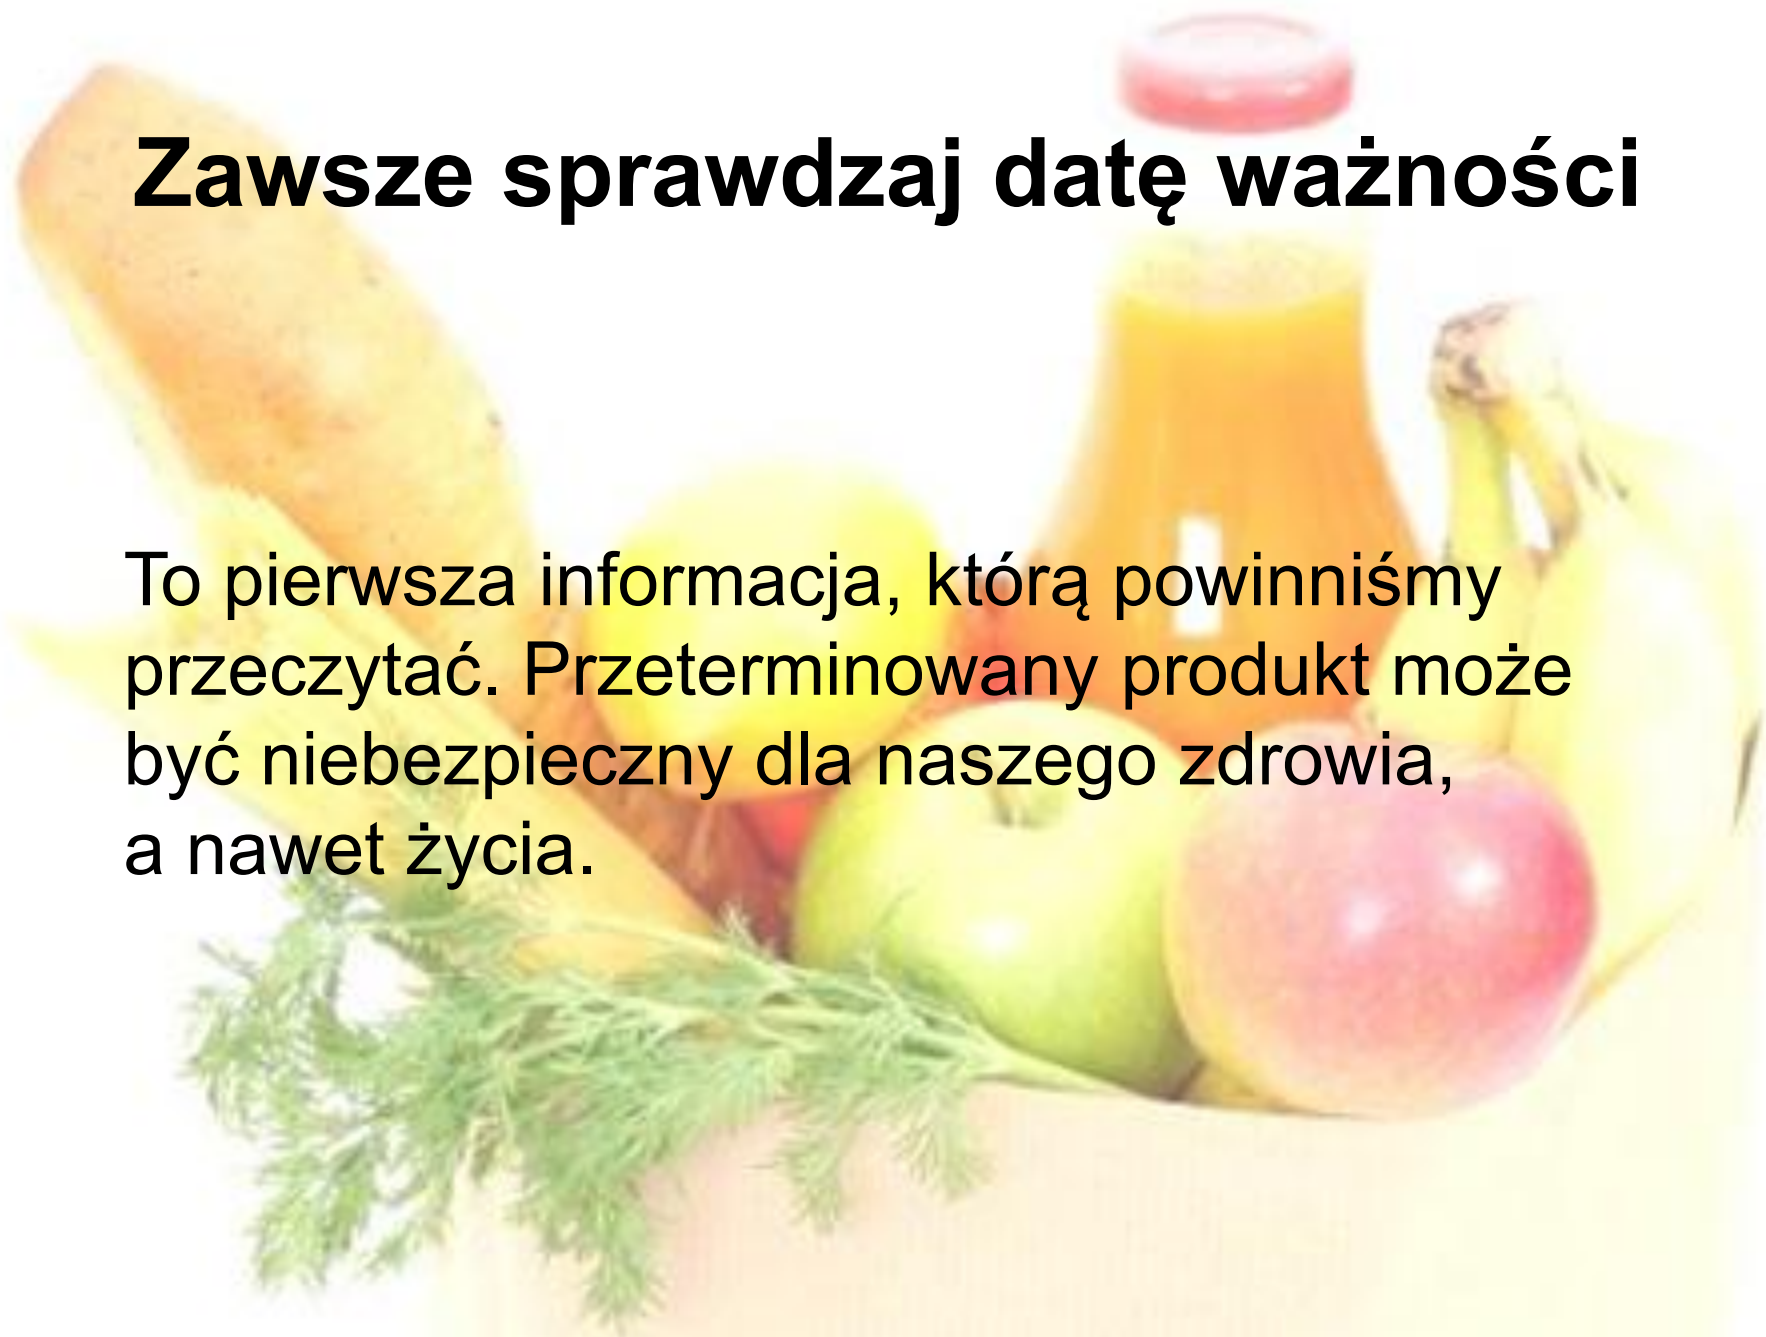 Zawsze sprawdzaj datę ważności
To pierwsza informacja, którą powinniśmy
przeczytać. Przeterminowany produkt może
być niebezpieczny dla naszego zdrowia,
a nawet życia.